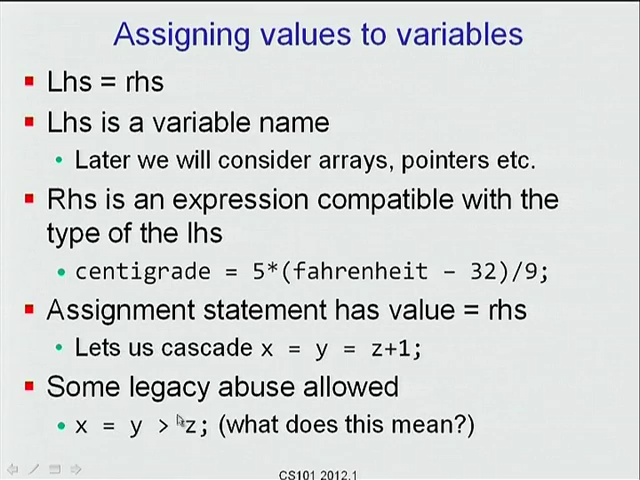 Assigning values to variables
Lhs = rhs
Lhs is a variable name
Later we will consider arrays, pointers etc.
Rhs is an expression compatible with the
type of the lhs
centigrade = 5*(fahrenheit – 32)/9;
Assignment statement has value = rhs
Lets us cascade x = y = z+1;
Some legacy abuse allowed
x = y > z; (what does this mean?)
CS101 2012.1